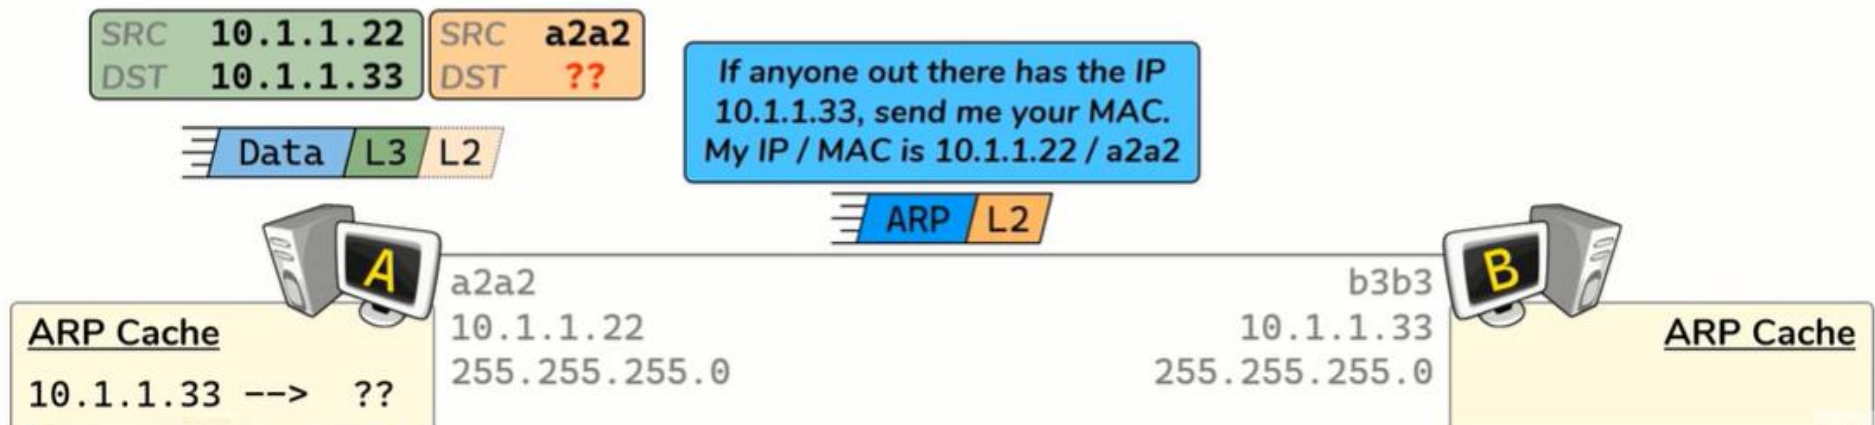 SRC 10.1.1.22
DST 10.1.1.33
SRC a2a2
DST ??
If anyone out there has the IP
10.1.1.33, send me your MAC.
My IP / MAC is 10.1.1.22 / a2a2
Data L3 L2
ARP L2
A
a2a2
10.1.1.22
255.255.255.0
ARP Cache
10.1.1.33 --> ??
B
b3b3
10.1.1.33
255.255.255.0
ARP Cache